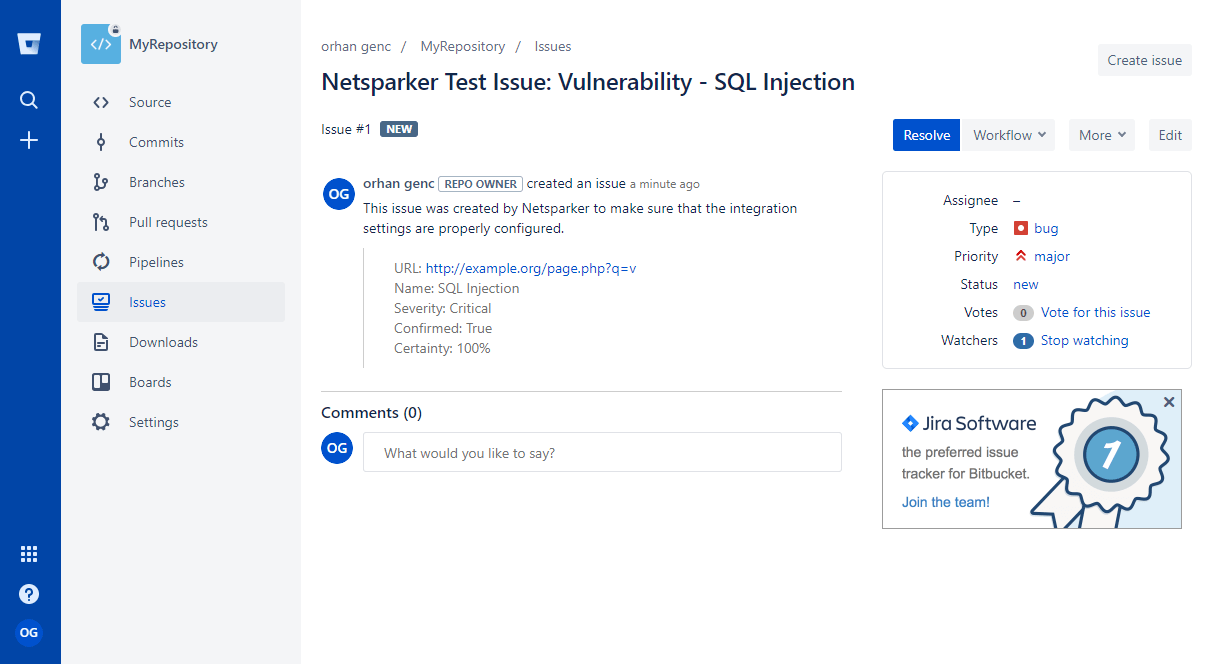 MyRepository
Source
Commits
Branches
Pull requests
Pipelines
Issues
Downloads
Boards
Settings
OG
orhan genc / MyRepository / Issues
Create issue
Netsparker Test Issue: Vulnerability - SQL Injection
Issue #1 NEW
Resolve Workflow More Edit
OG
orhan genc REPO OWNER created an issue a minute ago
This issue was created by Netsparker to make sure that the integration
settings are properly configured.
URL: http://example.org/page.php?q=v
Name: SQL Injection
Severity: Critical
Confirmed: True
Certainty: 100%
Comments (0)
OG
What would you like to say?
Assignee –
Type bug
Priority major
Status new
Votes 0 Vote for this issue
Watchers 1 Stop watching
Jira Software
the preferred issue
tracker for Bitbucket.
Join the team!
1